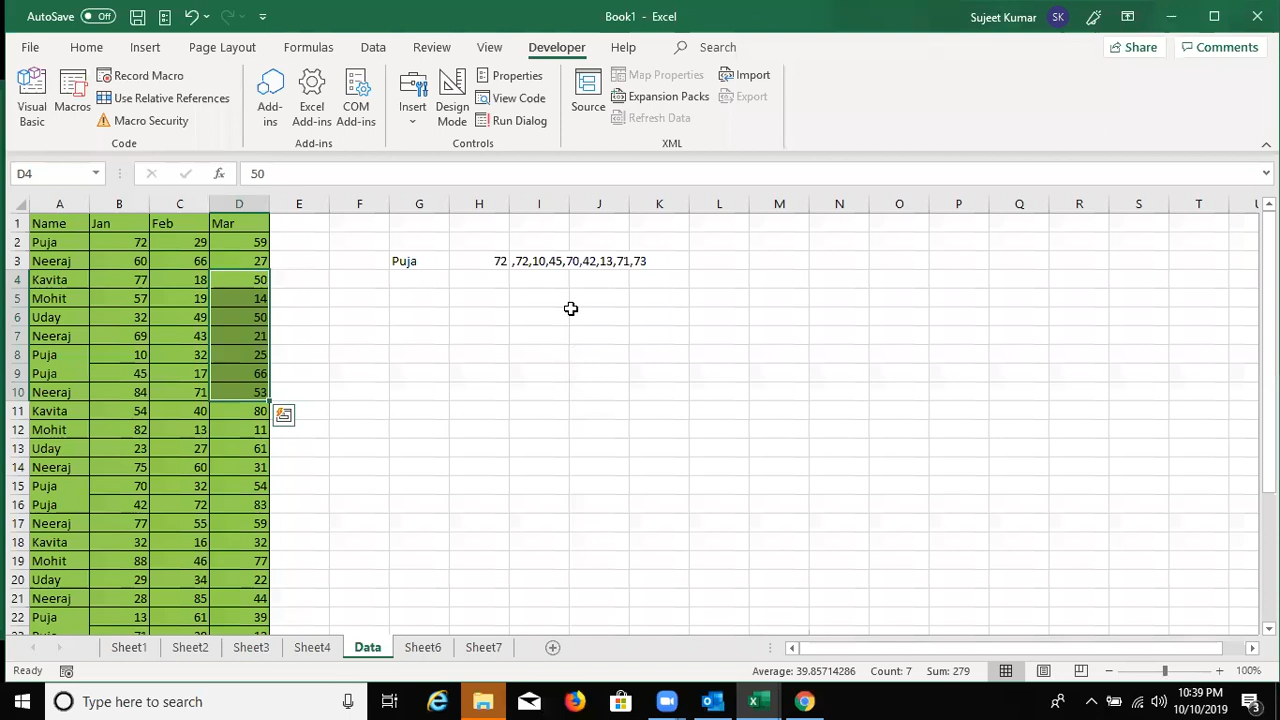 AutoSave Off Book1 - Excel Sujeet Kumar SK
File Home Insert Page Layout Formulas Data Review View Developer Help Search Share Comments
Visual Basic Macros Record Macro Use Relative References Macro Security Add-ins Excel Add-ins COM Add-ins Insert Design Mode Properties View Code Run Dialog Source Map Properties Expansion Packs Refresh Data Import Export
Code Add-ins Controls XML
D4 fx 50
A B C D E F G H I J K L M N O P Q R S T U
1 Name Jan Feb Mar
2 Puja 72 29 59
3 Neeraj 60 66 27 Puja 72 ,72,10,45,70,42,13,71,73
4 Kavita 77 18 50
5 Mohit 57 19 14
6 Uday 32 49 50
7 Neeraj 69 43 21
8 Puja 10 32 25
9 Puja 45 17 66
10 Neeraj 84 71 53
11 Kavita 54 40 80
12 Mohit 82 13 11
13 Uday 23 27 61
14 Neeraj 75 60 31
15 Puja 70 32 54
16 Puja 42 72 83
17 Neeraj 77 55 59
18 Kavita 32 16 32
19 Mohit 88 46 77
20 Uday 29 34 22
21 Neeraj 28 85 44
22 Puja 13 61 39
Sheet1 Sheet2 Sheet3 Sheet4 Data Sheet6 Sheet7
Ready Average: 39.85714286 Count: 7 Sum: 279 100%
Type here to search 10:39 PM
10/10/2019 3